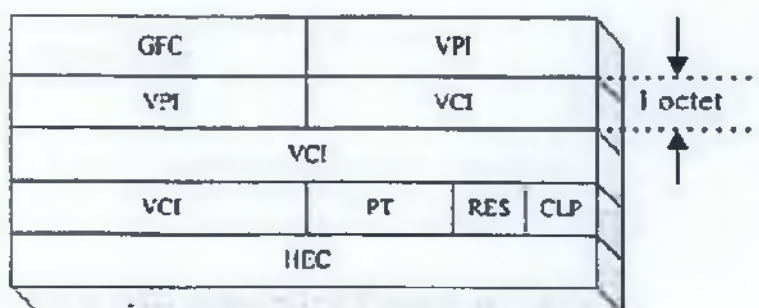 GFC VPI
VPI VCI 1 octet
VCI
VCI PT RES CLP
HEC